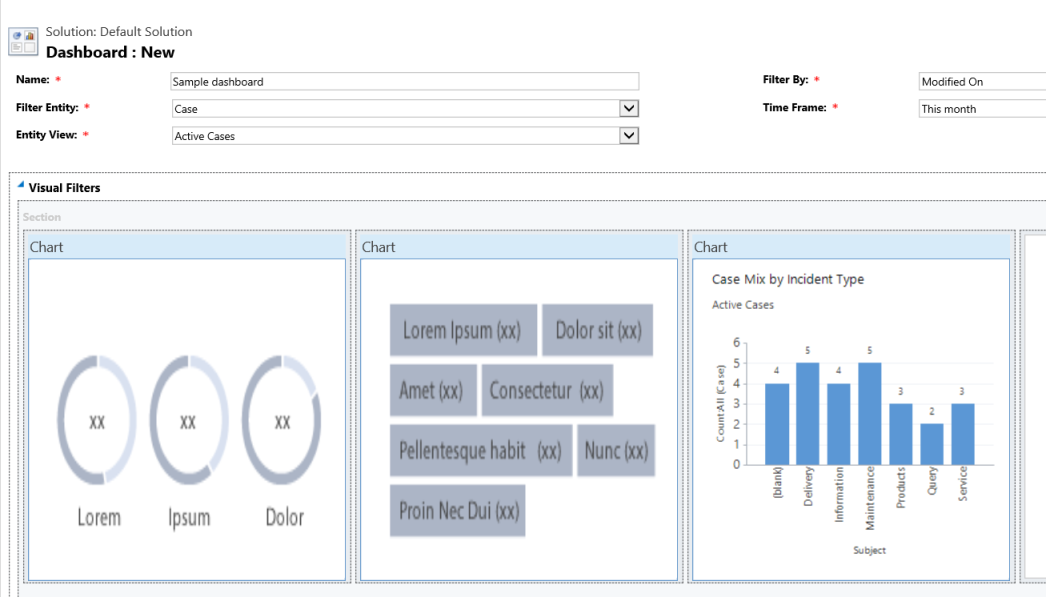 Solution: Default Solution
Dashboard : New
Name: *
Sample dashboard
Filter By: *
Modified On
Filter Entity: *
Case
Time Frame: *
This month
Entity View: *
Active Cases
Visual Filters
Section
Chart
xx
xx
xx
Lorem
Ipsum
Dolor
Chart
Lorem Ipsum (xx)
Dolor sit (xx)
Amet (xx)
Consectetur (xx)
Pellentesque habit (xx)
Nunc (xx)
Proin Nec Dui (xx)
Chart
Case Mix by Incident Type
Active Cases
Count:All (Case)
6
5
4
3
2
1
0
4
5
4
5
3
2
3
(blank)
Delivery
Information
Maintenance
Products
Query
Service
Subject